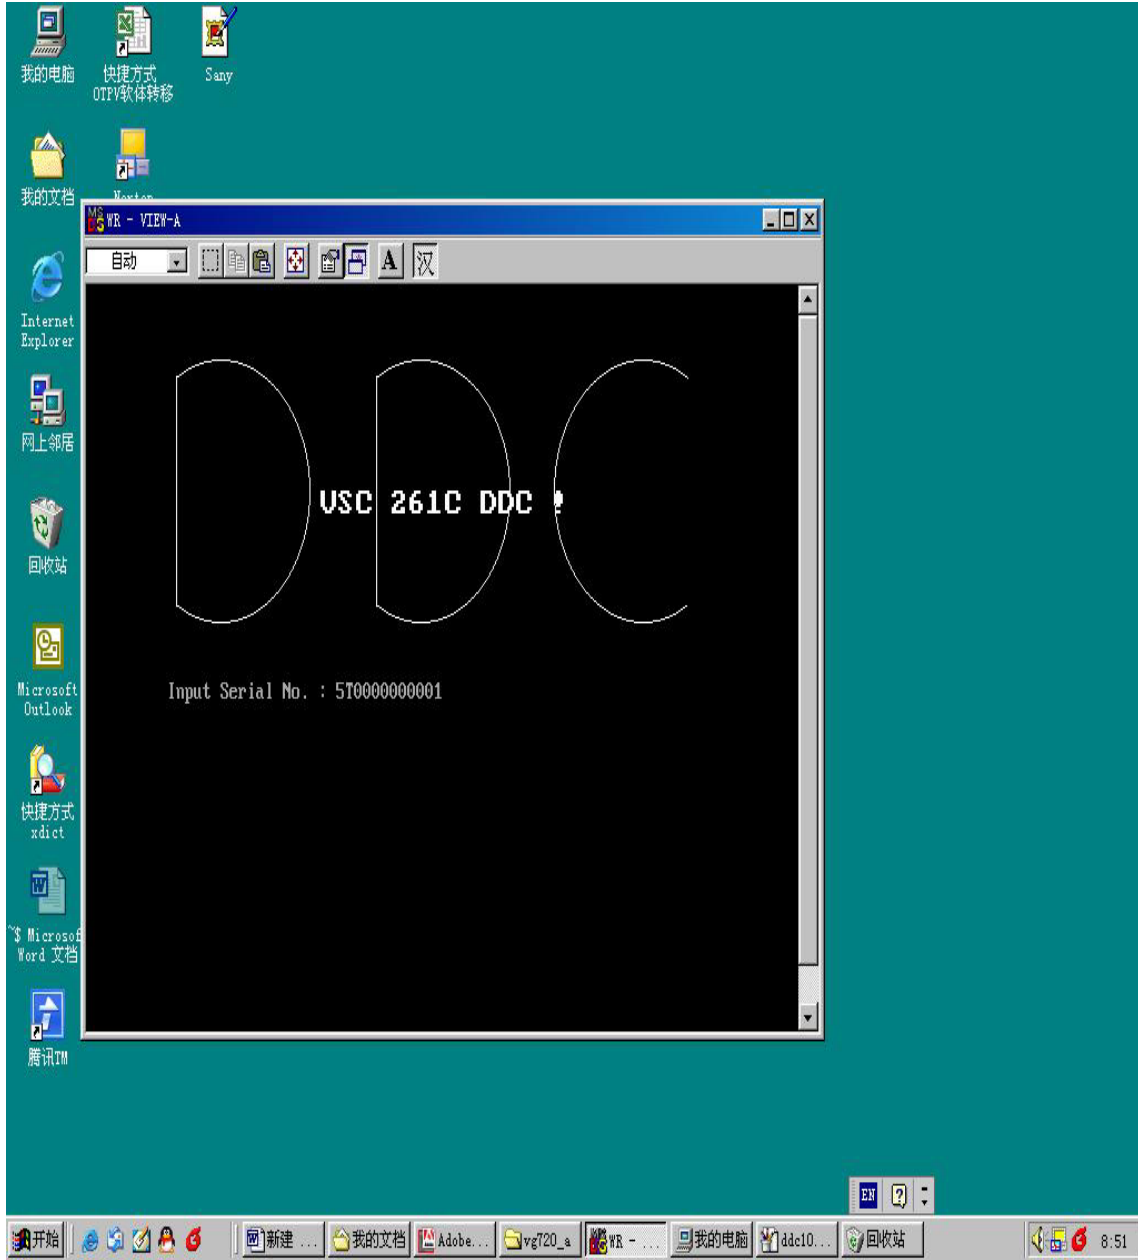 我的电脑
快捷方式
OTPV软体转移
Sany
我的文档
Norton
WR - VIEW-A
自动
A
汉
Internet
Explorer
网上邻居
回收站
Microsoft
Outlook
快捷方式
xdict
~$ Microsof
Word 文档
腾讯TM
DDC
VSC 261C DDC !
Input Serial No. : 5T0000000001
EN
开始
新建 ...
我的文档
Adobe...
vg720_a
WR - ...
我的电脑
ddc10...
回收站
8:51